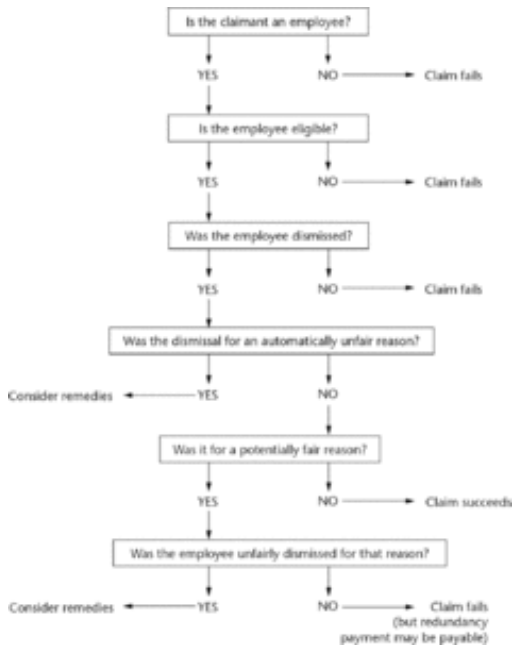 Is the claimant an employee?
YES NO Claim fails
Is the employee eligible?
YES NO Claim fails
Was the employee dismissed?
YES NO Claim fails
Was the dismissal for an automatically unfair reason?
Consider remedies YES NO
Was it for a potentially fair reason?
YES NO Claim succeeds
Was the employee unfairly dismissed for that reason?
Consider remedies YES NO Claim fails
(but redundancy
payment may be payable)